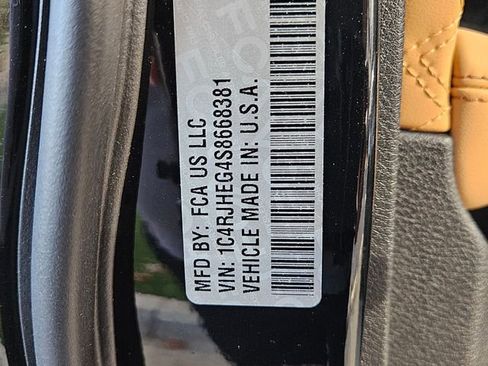 MFD BY: FCA US LLC
VIN: 1C4RJHEG4S8668381
VEHICLE MADE IN: U.S.A.